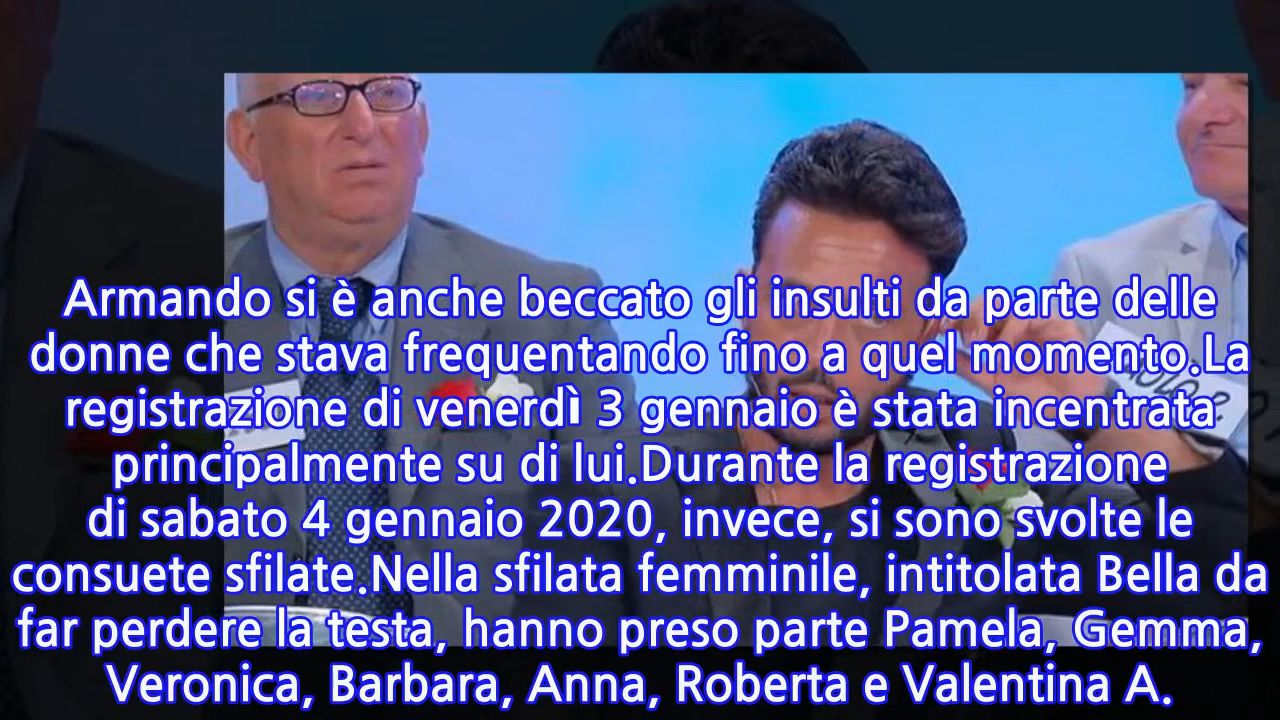 Armando si è anche beccato gli insulti da parte delle
donne che stava frequentando fino a quel momento.La
registrazione di venerdì 3 gennaio è stata incentrata
principalmente su di lui.Durante la registrazione
di sabato 4 gennaio 2020, invece, si sono svolte le
consuete sfilate.Nella sfilata femminile, intitolata Bella da
far perdere la testa, hanno preso parte Pamela, Gemma,
Veronica, Barbara, Anna, Roberta e Valentina A.